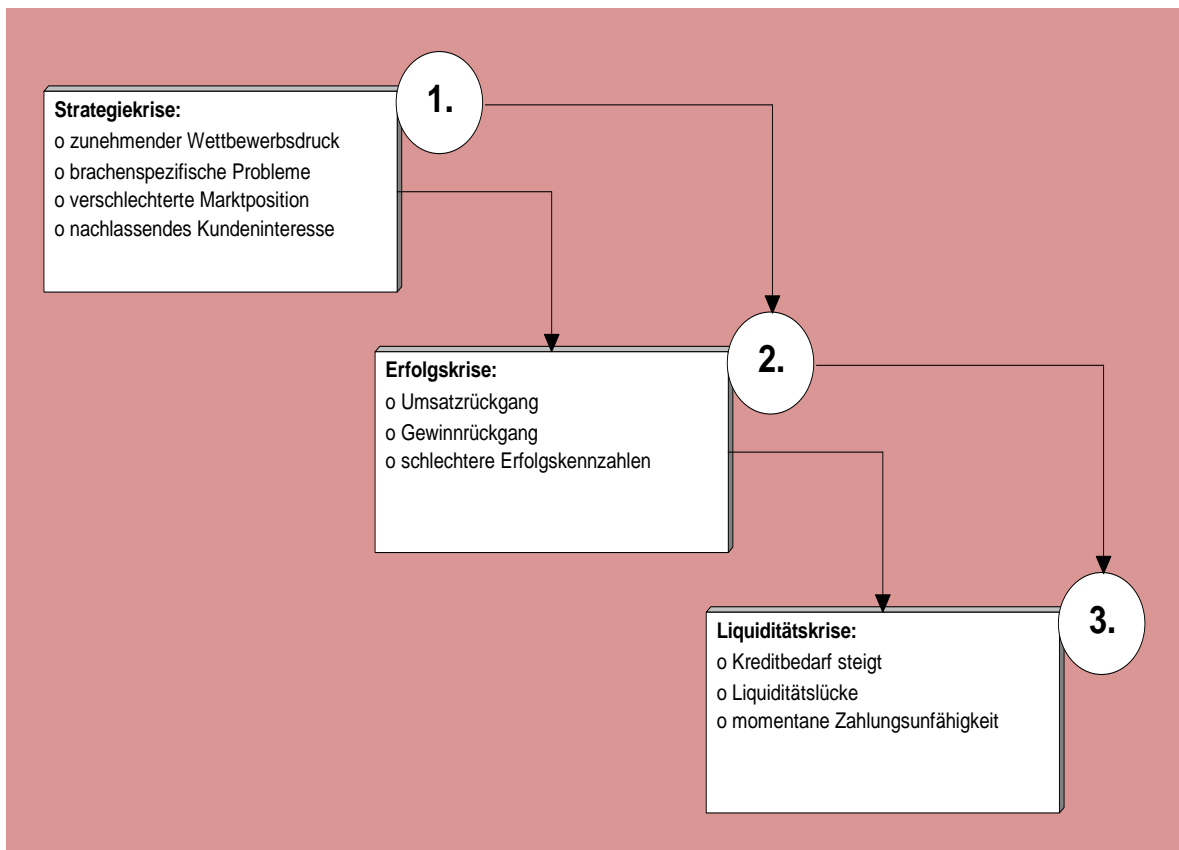 1.
Strategiekrise:
o zunehmender Wettbewerbsdruck
o brachenspezifische Probleme
o verschlechterte Marktposition
o nachlassendes Kundeninteresse
2.
Erfolgskrise:
o Umsatzrückgang
o Gewinnrückgang
o schlechtere Erfolgskennzahlen
3.
Liquiditätskrise:
o Kreditbedarf steigt
o Liquiditätslücke
o momentane Zahlungsunfähigkeit